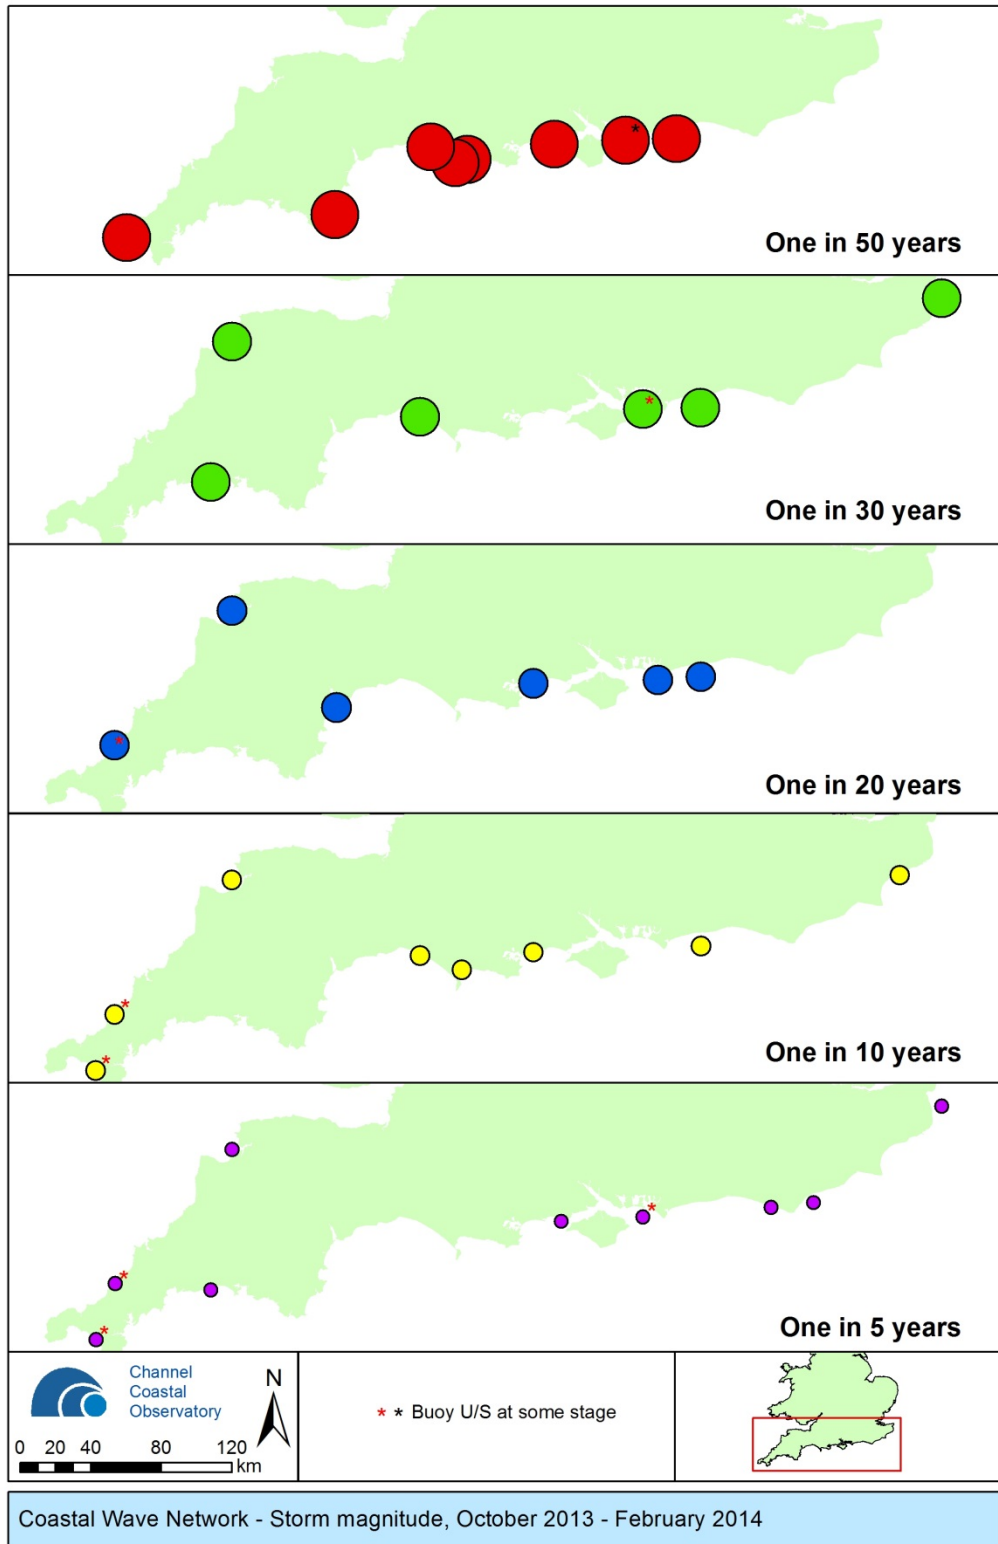 *
One in 50 years
*
One in 30 years
*
One in 20 years
*
*
One in 10 years
*
*
*
One in 5 years
Channel
Coastal
Observatory
N
0 20 40 80 120
km
* * Buoy U/S at some stage
Coastal Wave Network - Storm magnitude, October 2013 - February 2014